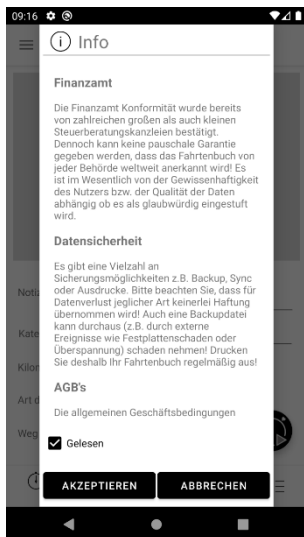 09:16
Info
Finanzamt
Die Finanzamt Konformität wurde bereits
von zahlreichen großen als auch kleinen
Steuerberatungskanzleien bestätigt.
Dennoch kann keine pauschale Garantie
gegeben werden, dass das Fahrtenbuch von
jeder Behörde weltweit anerkannt wird! Es
ist im Wesentlich von der Gewissenhaftigkeit
des Nutzers bzw. der Qualität der Daten
abhängig ob es als glaubwürdig eingestuft
wird.
Datensicherheit
Es gibt eine Vielzahl an
Sicherungsmöglichkeiten z.B. Backup, Sync
oder Ausdrucke. Bitte beachten Sie, dass für
Datenverlust jeglicher Art keinerlei Haftung
übernommen wird! Auch eine Backupdatei
kann durchaus (z.B. durch externe
Ereignisse wie Festplattenschaden oder
Überspannung) schaden nehmen! Drucken
Sie deshalb Ihr Fahrtenbuch regelmäßig aus!
AGB's
Die allgemeinen Geschäftsbedingungen
Gelesen
AKZEPTIEREN ABBRECHEN
Notiz
Kate
Kilon
Art d
Weg